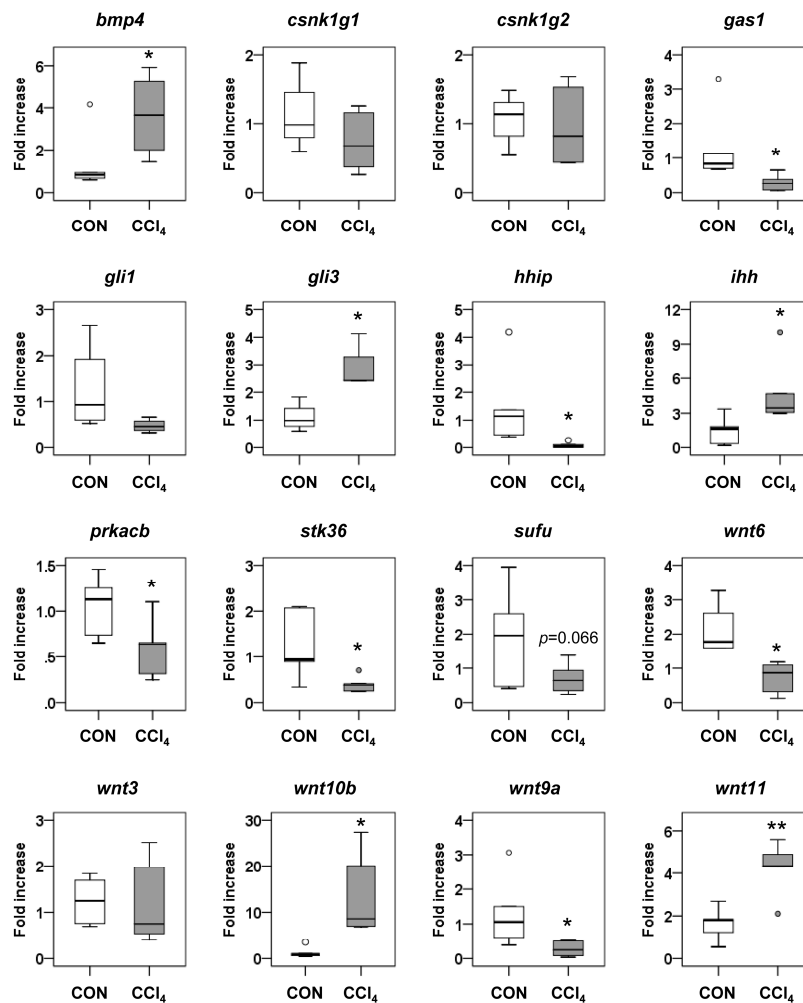 bmp4 csnk1g1 csnk1g2 gas1
Fold increase 6 4 2 0 * CON CCl₄
Fold increase 2 1 0 CON CCl₄
Fold increase 2 1 0 CON CCl₄
Fold increase 4 3 2 1 0 * CON CCl₄
gli1 gli3 hhip ihh
Fold increase 3 2 1 0 CON CCl₄
Fold increase 5 4 3 2 1 0 * CON CCl₄
Fold increase 5 4 3 2 1 0 * CON CCl₄
Fold increase 12 9 6 3 0 * CON CCl₄
prkacb stk36 sufu wnt6
Fold increase 1.5 1.0 .5 .0 * CON CCl₄
Fold increase 3 2 1 0 * CON CCl₄
Fold increase 4 3 2 1 0 p=0.066 CON CCl₄
Fold increase 4 3 2 1 0 * CON CCl₄
wnt3 wnt10b wnt9a wnt11
Fold increase 3 2 1 0 CON CCl₄
Fold increase 30 20 10 0 * CON CCl₄
Fold increase 4 3 2 1 0 * CON CCl₄
Fold increase 6 4 2 0 ** CON CCl₄